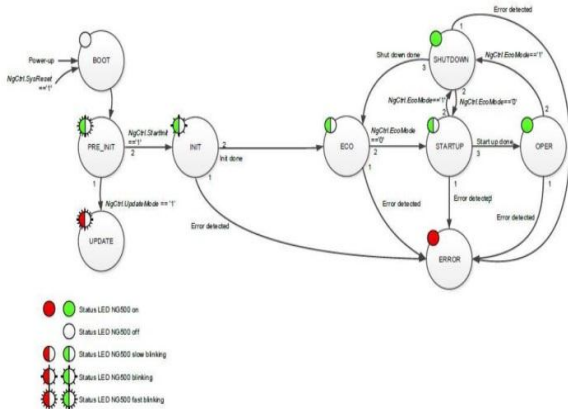 Error detected
1
SHUTDOWN
Power-up
BOOT
Shut down done
3
1
NgCtrl.EcoMode=='1'
NgCtrl.SysReset
=='1'
2
2
NgCtrl.EcoMode=='1'
NgCtrl.EcoMode=='0'
PRE_INIT
NgCtrl.StartInit
=='1'
2
INIT
2
Init done
ECO
NgCtrl.EcoMode
=='0'
2
2
STARTUP
Start up done
3
2
OPER
1
1
1
1
1
NgCtrl.UpdateMode == '1'
Error detected
Error detected
Error detected
Error detected
UPDATE
ERROR
Status LED NG500 on
Status LED NG500 off
Status LED NG500 slow blinking
Status LED NG500 blinking
Status LED NG500 fast blinking